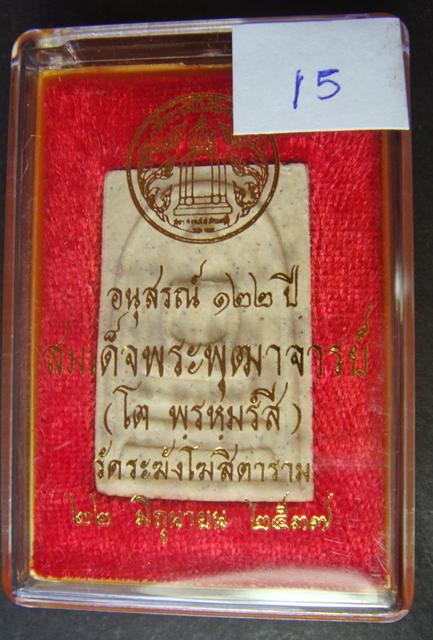 15
อนุสรณ์ ๑๒๒ ปี
สมเด็จพระพุฒาจารย์
(โต พฺรหฺมรํสี)
วัดระฆังโฆสิตาราม
๒๒ มิถุนายน ๒๕๓๗